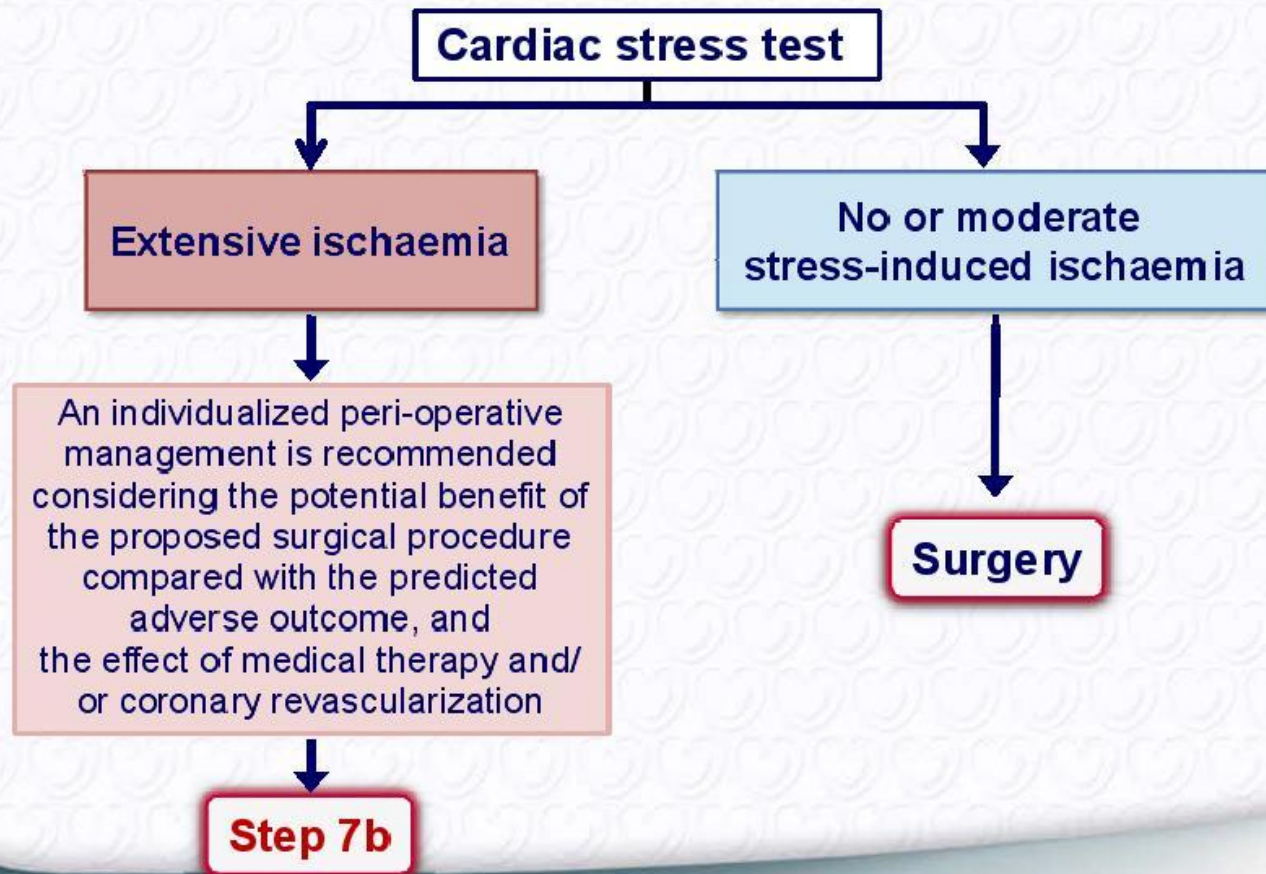 Cardiac stress test
Extensive ischaemia
No or moderate
stress-induced ischaemia
An individualized peri-operative
management is recommended
considering the potential benefit of
the proposed surgical procedure
compared with the predicted
adverse outcome, and
the effect of medical therapy and/
or coronary revascularization
Surgery
Step 7b